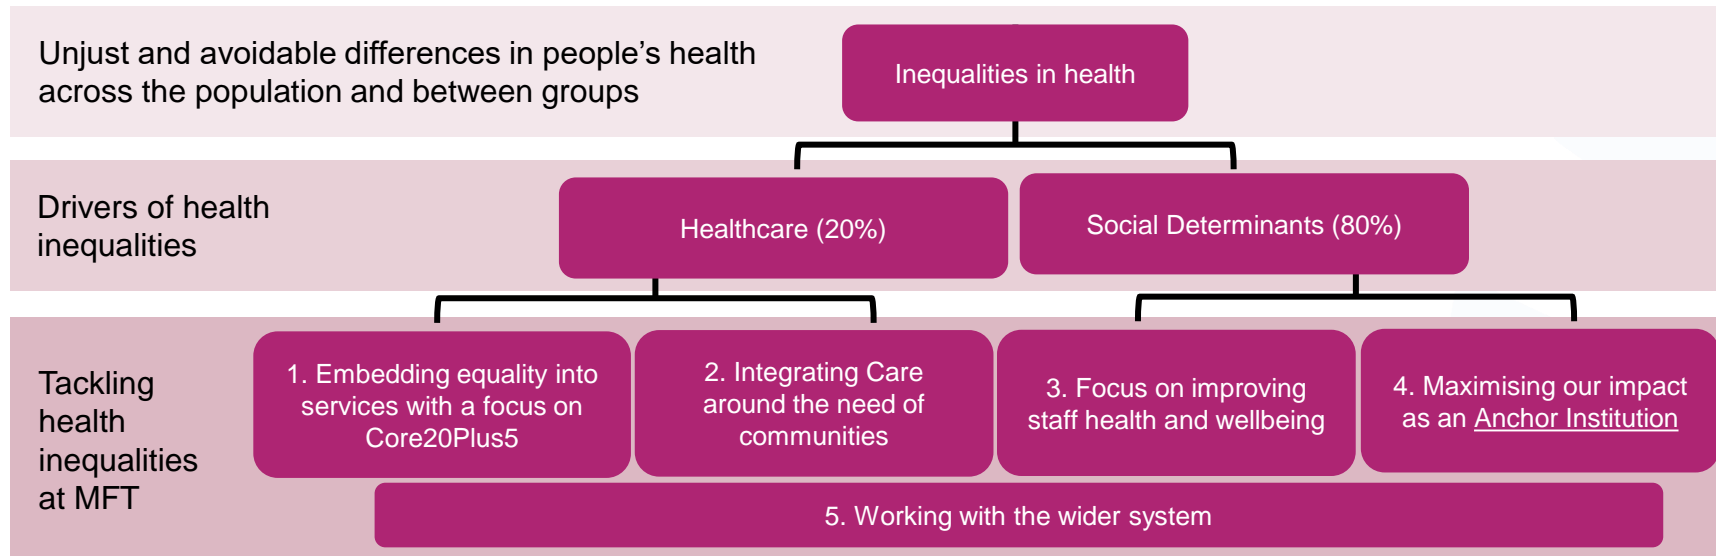 Unjust and avoidable differences in people’s health
across the population and between groups
Inequalities in health
Drivers of health
inequalities
Healthcare (20%)
Social Determinants (80%)
Tackling
health
inequalities
at MFT
1. Embedding equality into
services with a focus on
Core20Plus5
2. Integrating Care
around the need of
communities
3. Focus on improving
staff health and wellbeing
4. Maximising our impact
as an Anchor Institution
5. Working with the wider system